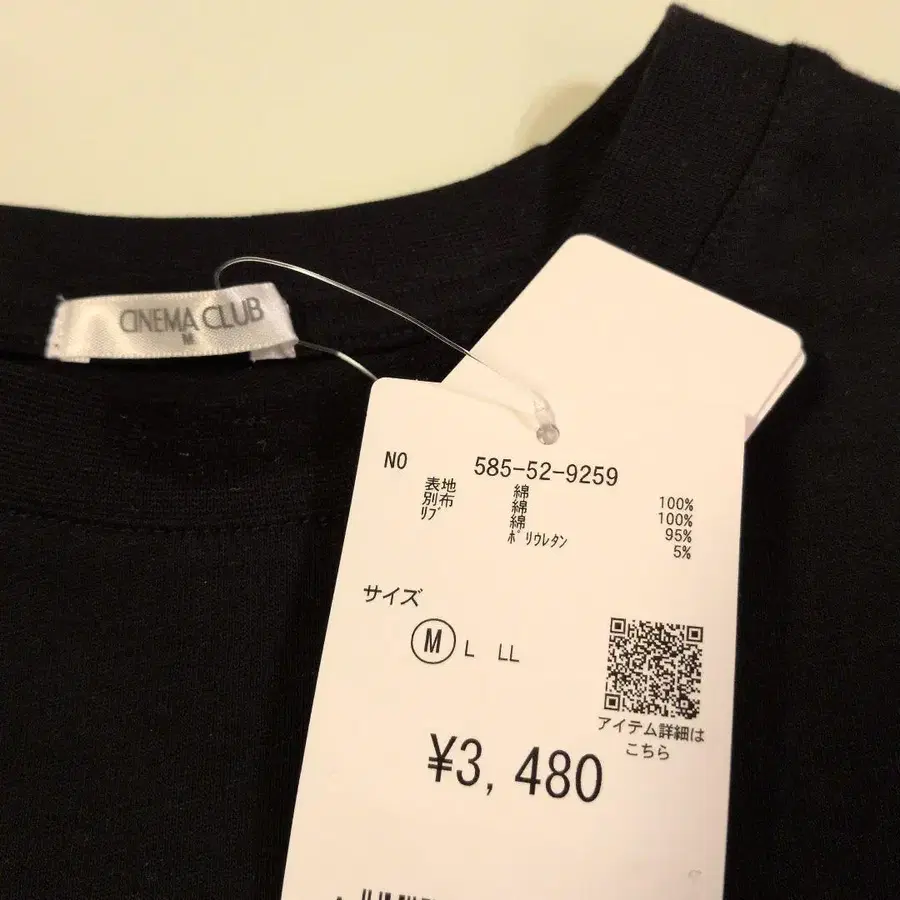 CINEMA CLUB
M
NO 585-52-9259
表地 綿 100%
別布 綿 100%
リブ 綿 95%
ポリウレタン 5%
サイズ
M L LL
アイテム詳細は
こちら
¥3,480